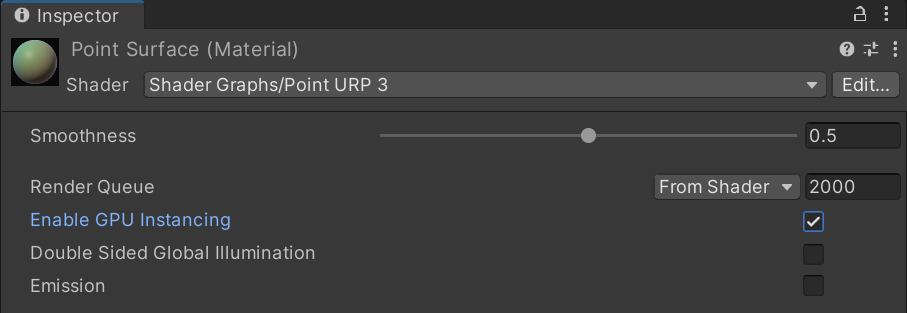 Inspector
Point Surface (Material)
Shader Shader Graphs/Point URP 3 Edit...
Smoothness 0.5
Render Queue From Shader 2000
Enable GPU Instancing
Double Sided Global Illumination
Emission